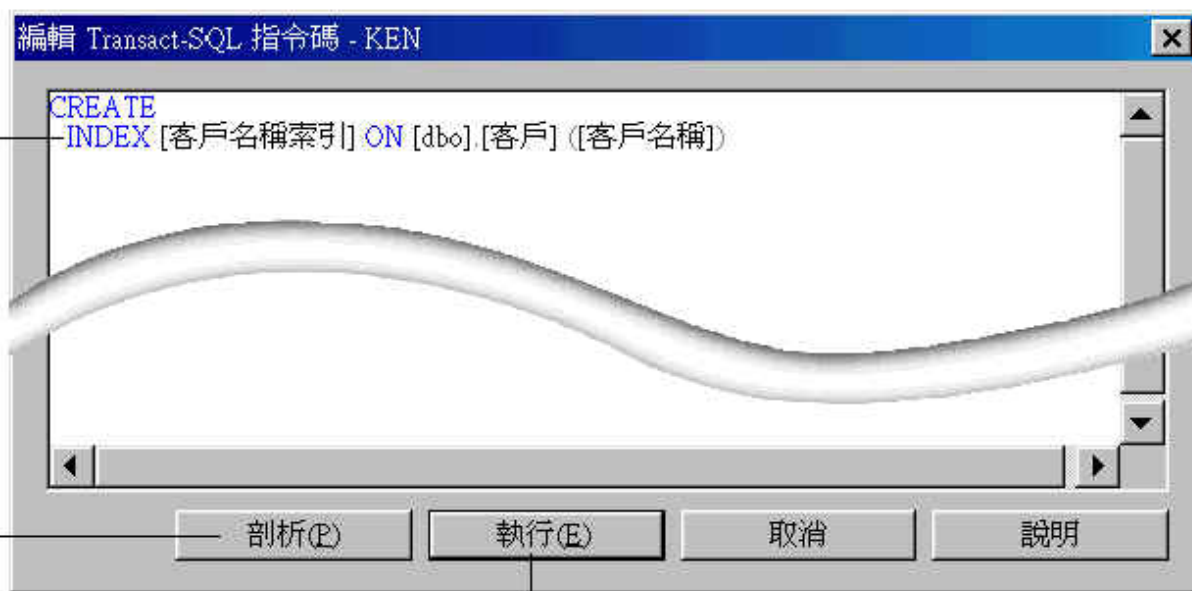 編輯 Transact-SQL 指令碼 - KEN
CREATE
INDEX [客戶名稱索引] ON [dbo].[客戶] ([客戶名稱])
剖析(P) 執行(E) 取消 說明